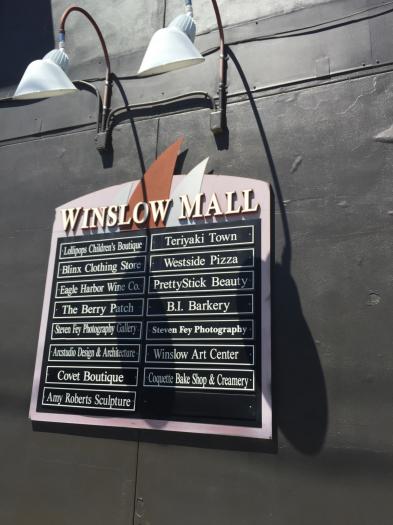 WINSLOW MALL
Lollipops Children's Boutique
Blinx Clothing Store
Eagle Harbor Wine Co.
The Berry Patch
Steven Fey Photography Gallery
Arcstudio Design & Architecture
Covet Boutique
Amy Roberts Sculpture
Teriyaki Town
Westside Pizza
PrettyStick Beauty
B.I. Barkery
Steven Fey Photography
Winslow Art Center
Coquette Bake Shop & Creamery